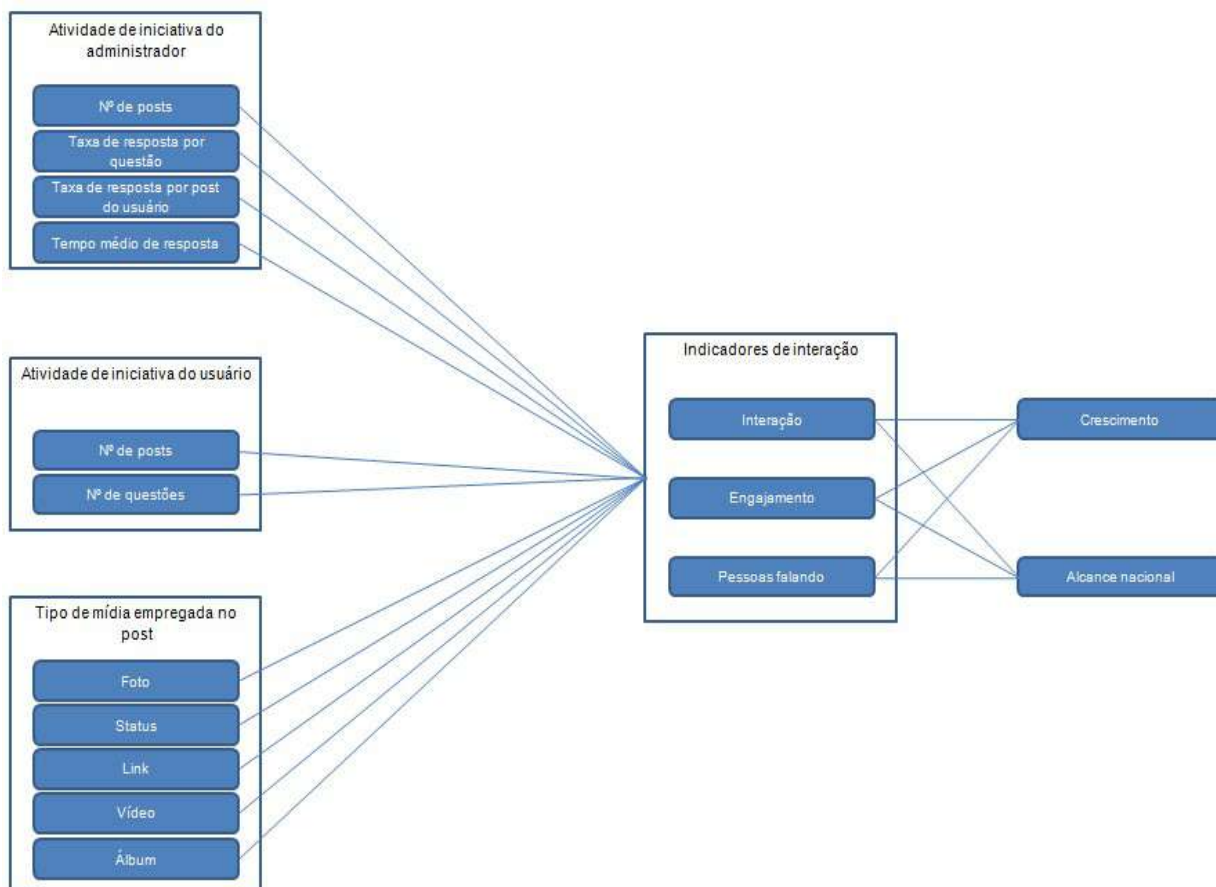 Atividade de iniciativa do
administrador
Nº de posts
Taxa de resposta por
questão
Taxa de resposta por post
do usuário
Tempo médio de resposta
Atividade de iniciativa do usuário
Nº de posts
Nº de questões
Tipo de mídia empregada no
post
Foto
Status
Link
Vídeo
Álbum
Indicadores de interação
Interação
Engajamento
Pessoas falando
Crescimento
Alcance nacional